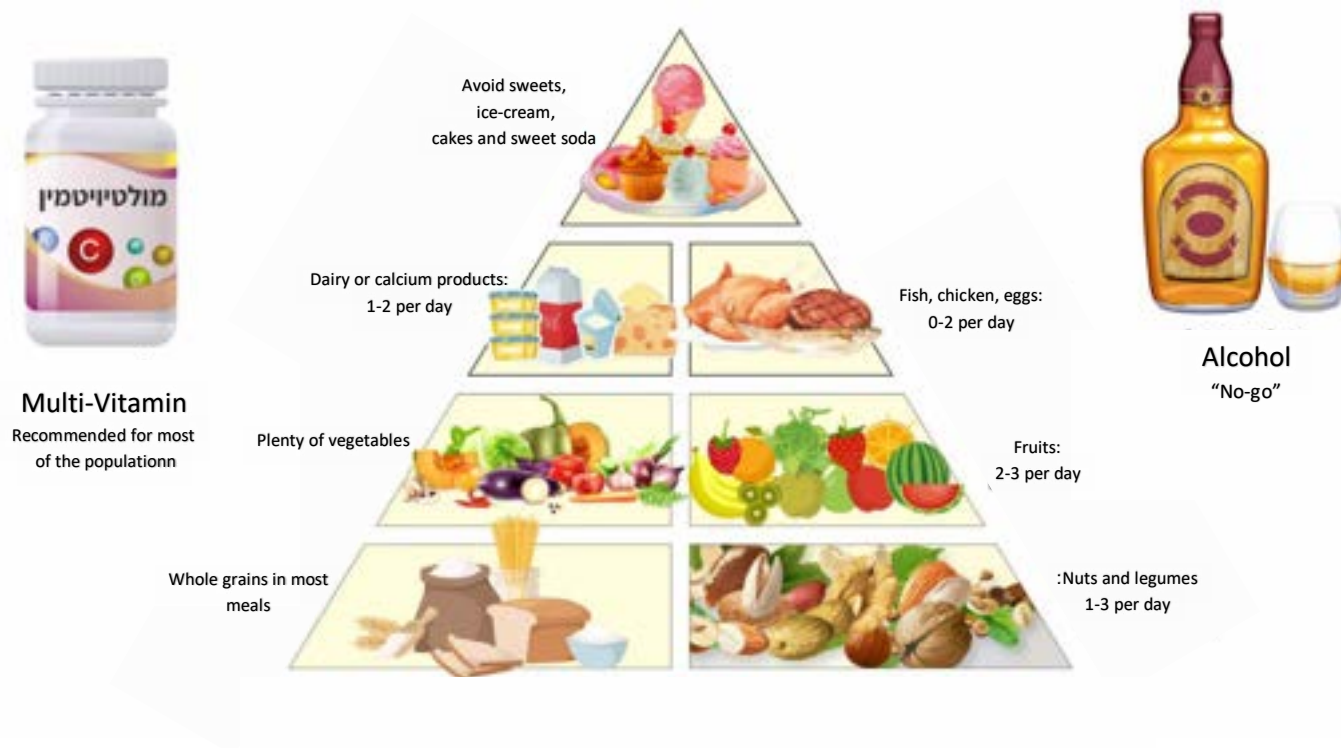 Avoid sweets,
ice-cream,
cakes and sweet soda
מולטיויטמין
C
Dairy or calcium products:
1-2 per day
Fish, chicken, eggs:
0-2 per day
Multi-Vitamin
Recommended for most
of the populationn
Alcohol
“No-go”
Plenty of vegetables
Fruits:
2-3 per day
Whole grains in most
meals
:Nuts and legumes
1-3 per day